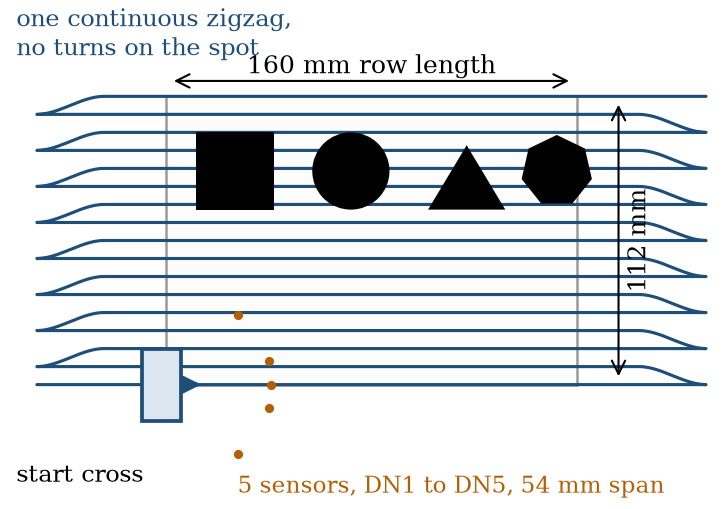 one continuous zigzag,
no turns on the spot
160 mm row length
112 mm
start cross
5 sensors, DN1 to DN5, 54 mm span